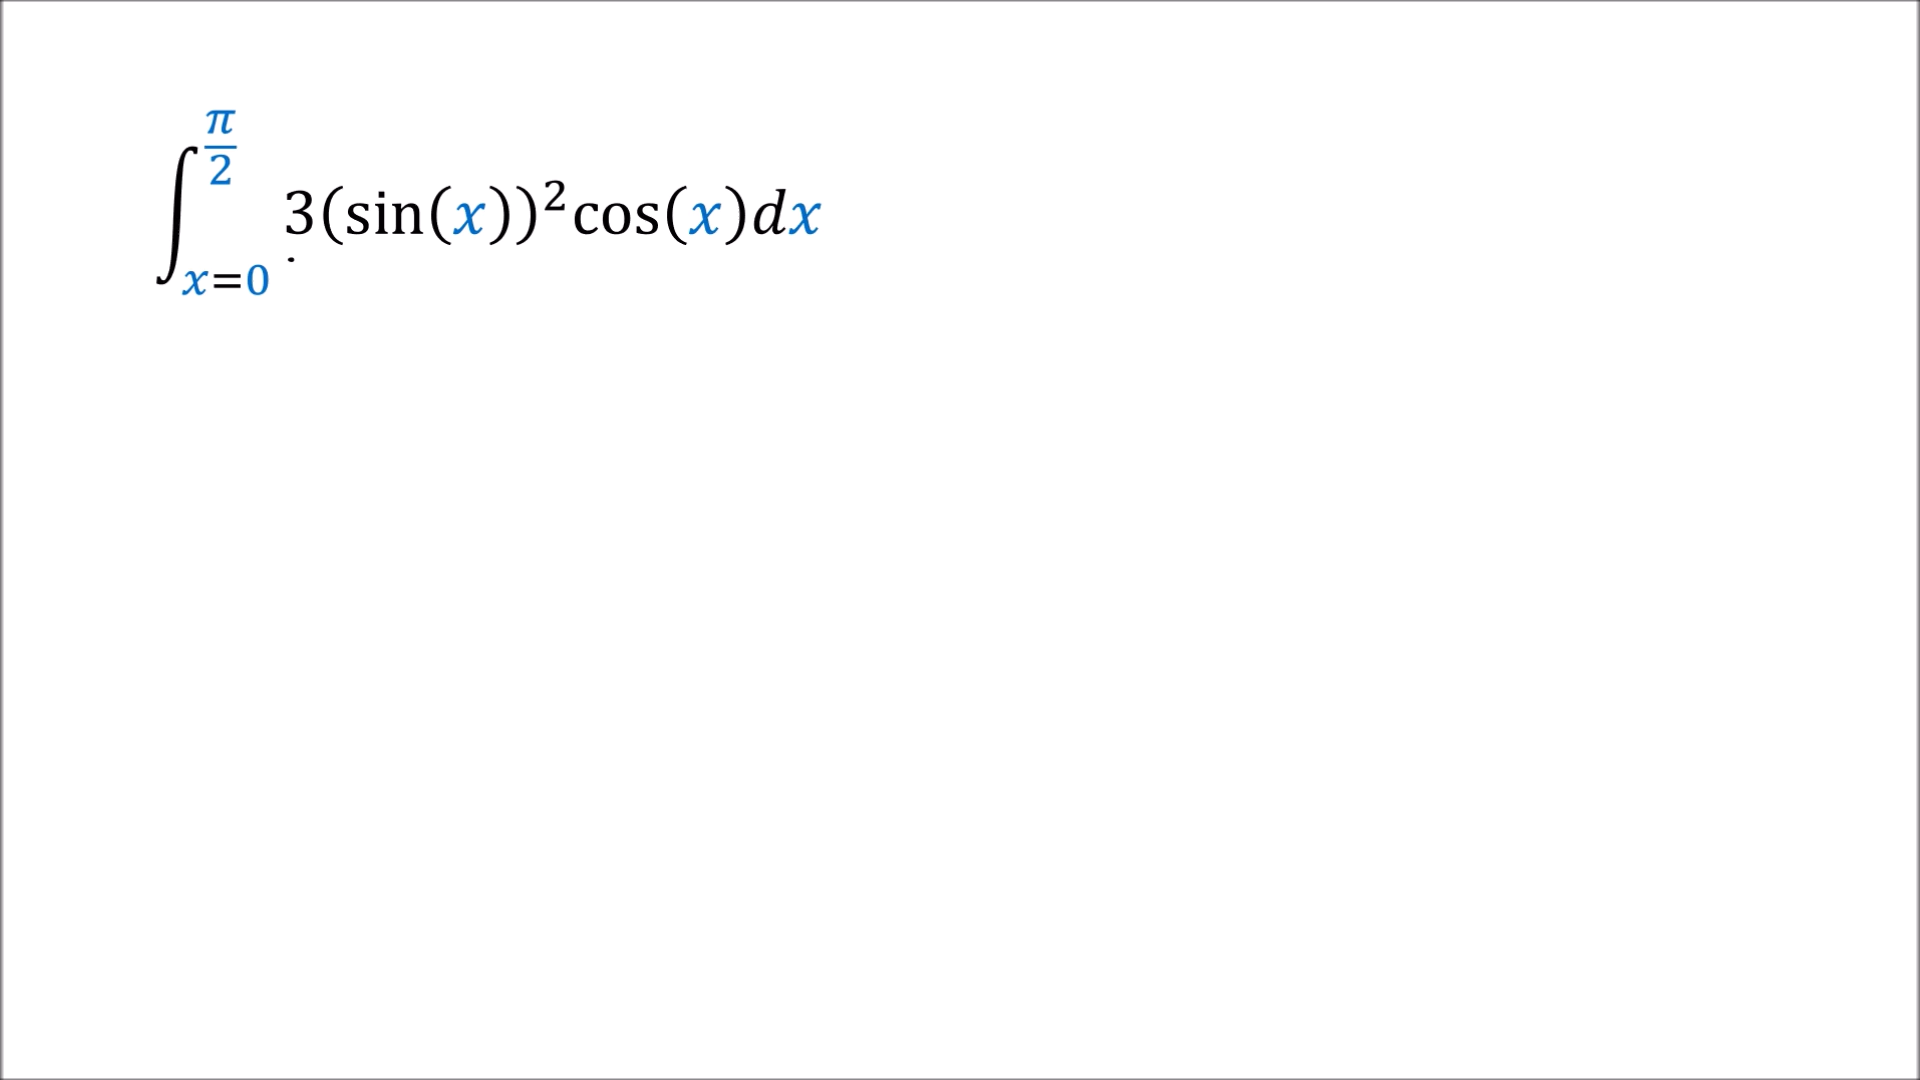 ∫_{x=0}^{π/2} 3(sin(x))²cos(x)dx